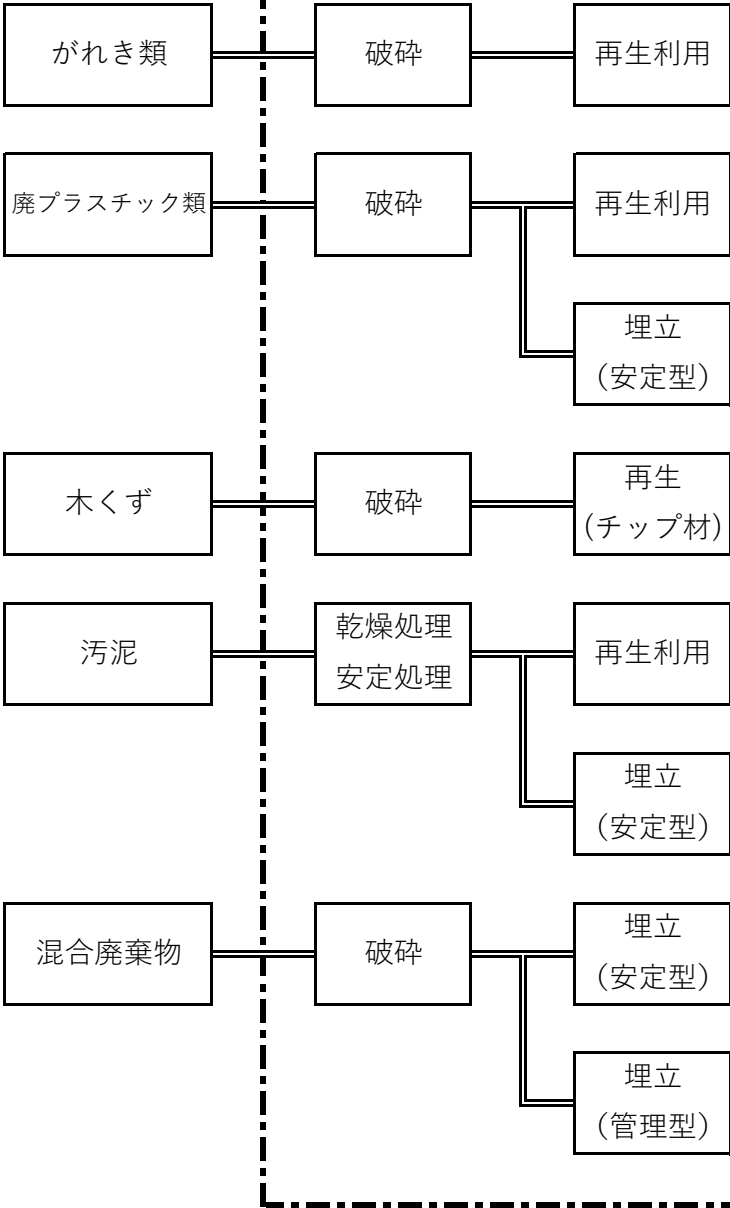 がれき類
破砕
再生利用
廃プラスチック類
破砕
再生利用
埋立
（安定型）
木くず
破砕
再生
（チップ材）
汚泥
乾燥処理
安定処理
再生利用
埋立
（安定型）
混合廃棄物
破砕
埋立
（安定型）
埋立
（管理型）